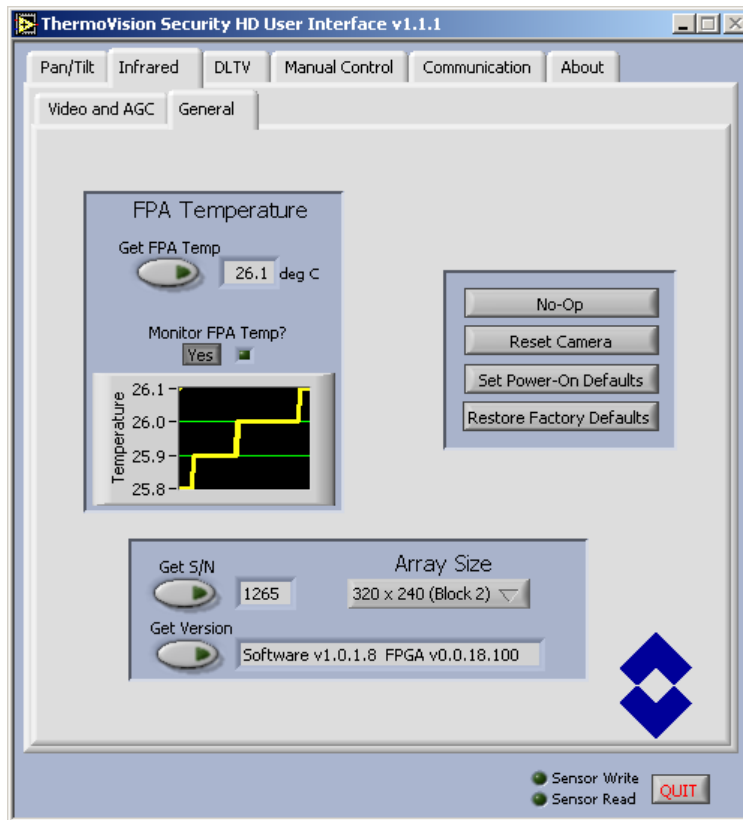 ThermoVision Security HD User Interface v1.1.1
Pan/Tilt Infrared DLTV Manual Control Communication About
Video and AGC General
FPA Temperature
Get FPA Temp
26.1 deg C
Monitor FPA Temp?
Yes
Temperature
26.1
26.0
25.9
25.8
No-Op
Reset Camera
Set Power-On Defaults
Restore Factory Defaults
Get S/N
1265
Array Size
320 x 240 (Block 2)
Get Version
Software v1.0.1.8 FPGA v0.0.18.100
Sensor Write
Sensor Read
QUIT